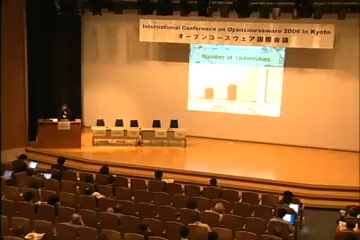 International Conference on Opencourseware 2006 in Kyoto
オープンコースウェア国際会議
Number of Universities